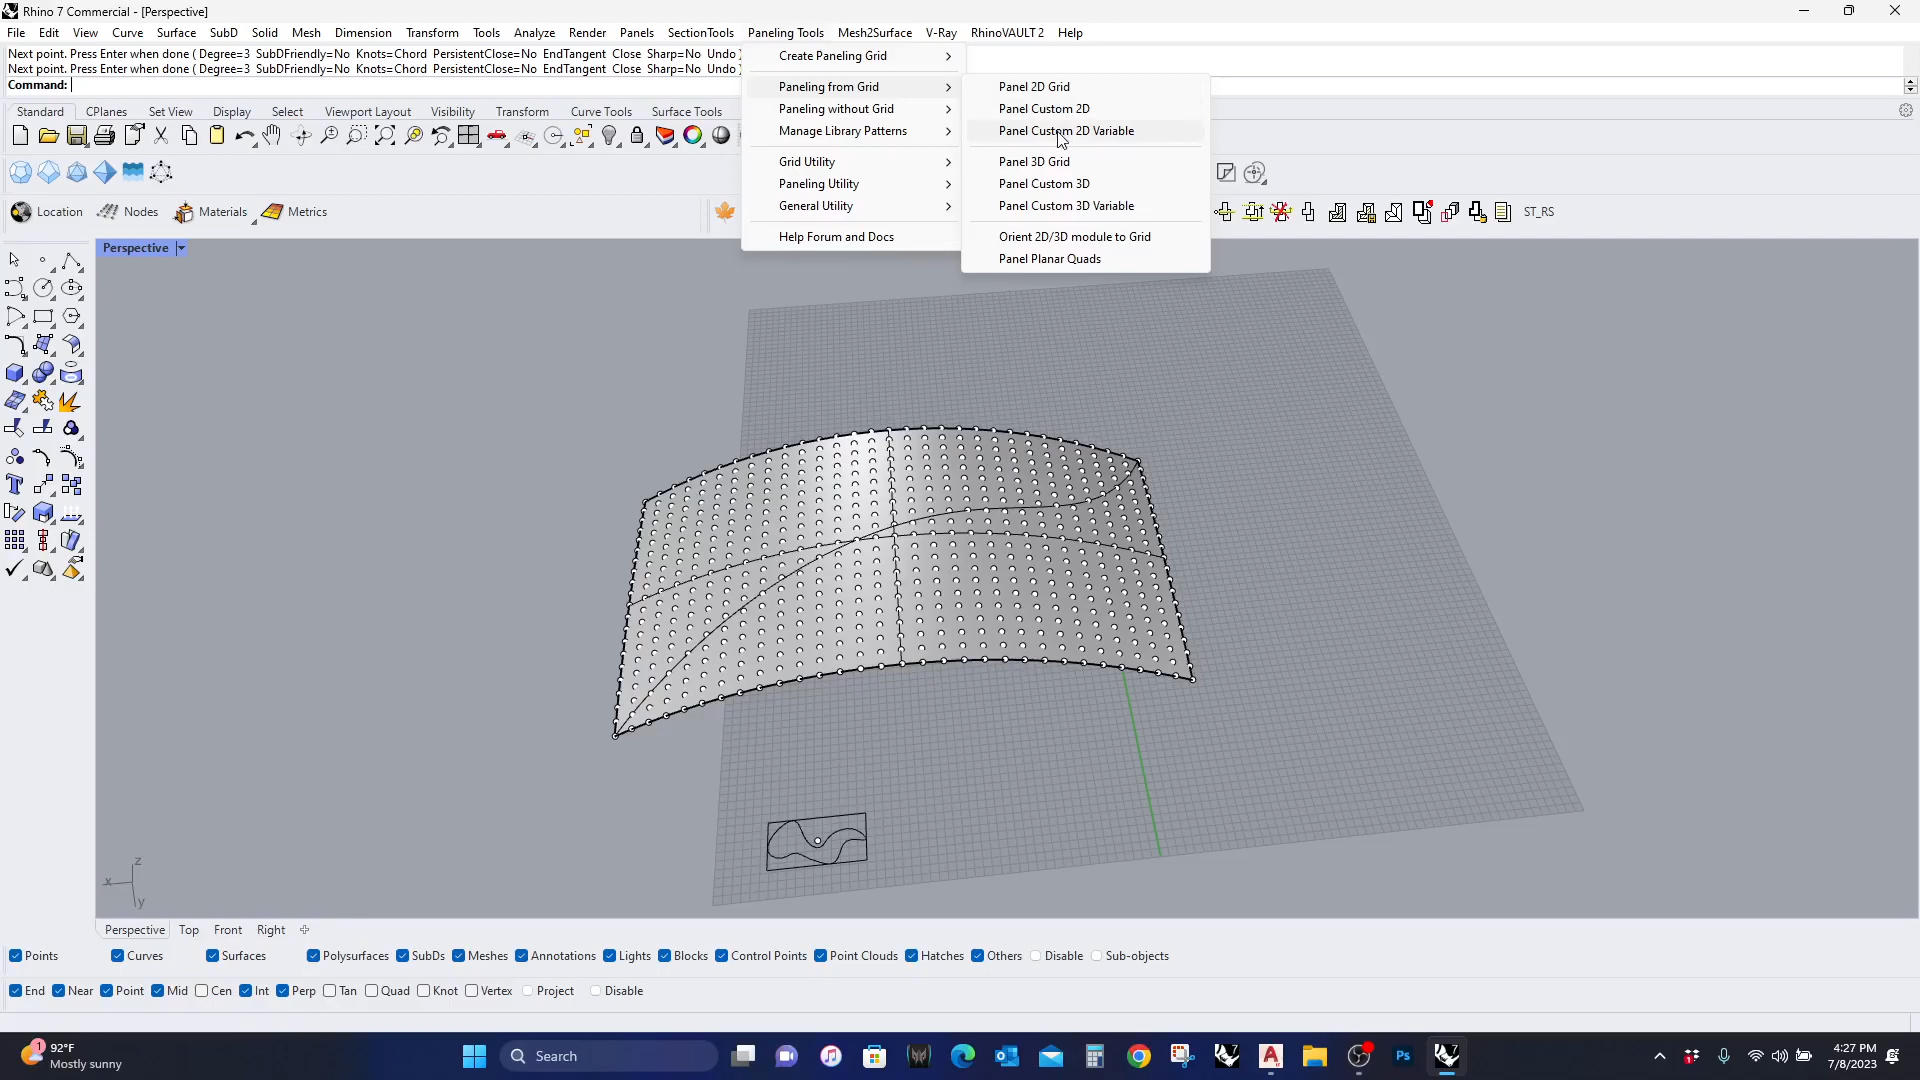 Rhino 7 Commercial - [Perspective]
File Edit View Curve Surface SubD Solid Mesh Dimension Transform Tools Analyze Render Panels SectionTools Paneling Tools Mesh2Surface V-Ray RhinoVAULT 2 Help
Next point. Press Enter when done ( Degree=3 SubDFriendly=No Knots=Chord PersistentClose=No EndTangent Close Sharp=No Undo )
Next point. Press Enter when done ( Degree=3 SubDFriendly=No Knots=Chord PersistentClose=No EndTangent Close Sharp=No Undo )
Command:
Create Paneling Grid
Paneling from Grid
Paneling without Grid
Manage Library Patterns
Grid Utility
Paneling Utility
General Utility
Help Forum and Docs
Panel 2D Grid
Panel Custom 2D
Panel Custom 2D Variable
Panel 3D Grid
Panel Custom 3D
Panel Custom 3D Variable
Orient 2D/3D module to Grid
Panel Planar Quads
Standard CPlanes Set View Display Select Viewport Layout Visibility Transform Curve Tools Surface Tools
Location Nodes Materials Metrics
ST_RS
Perspective
z
x
y
Perspective Top Front Right
Points Curves Surfaces Polysurfaces SubDs Meshes Annotations Lights Blocks Control Points Point Clouds Hatches Others Disable Sub-objects
End Near Point Mid Cen Int Perp Tan Quad Knot Vertex Project Disable
1
92°F
Mostly sunny
Search
Ps
4:27 PM
7/8/2023